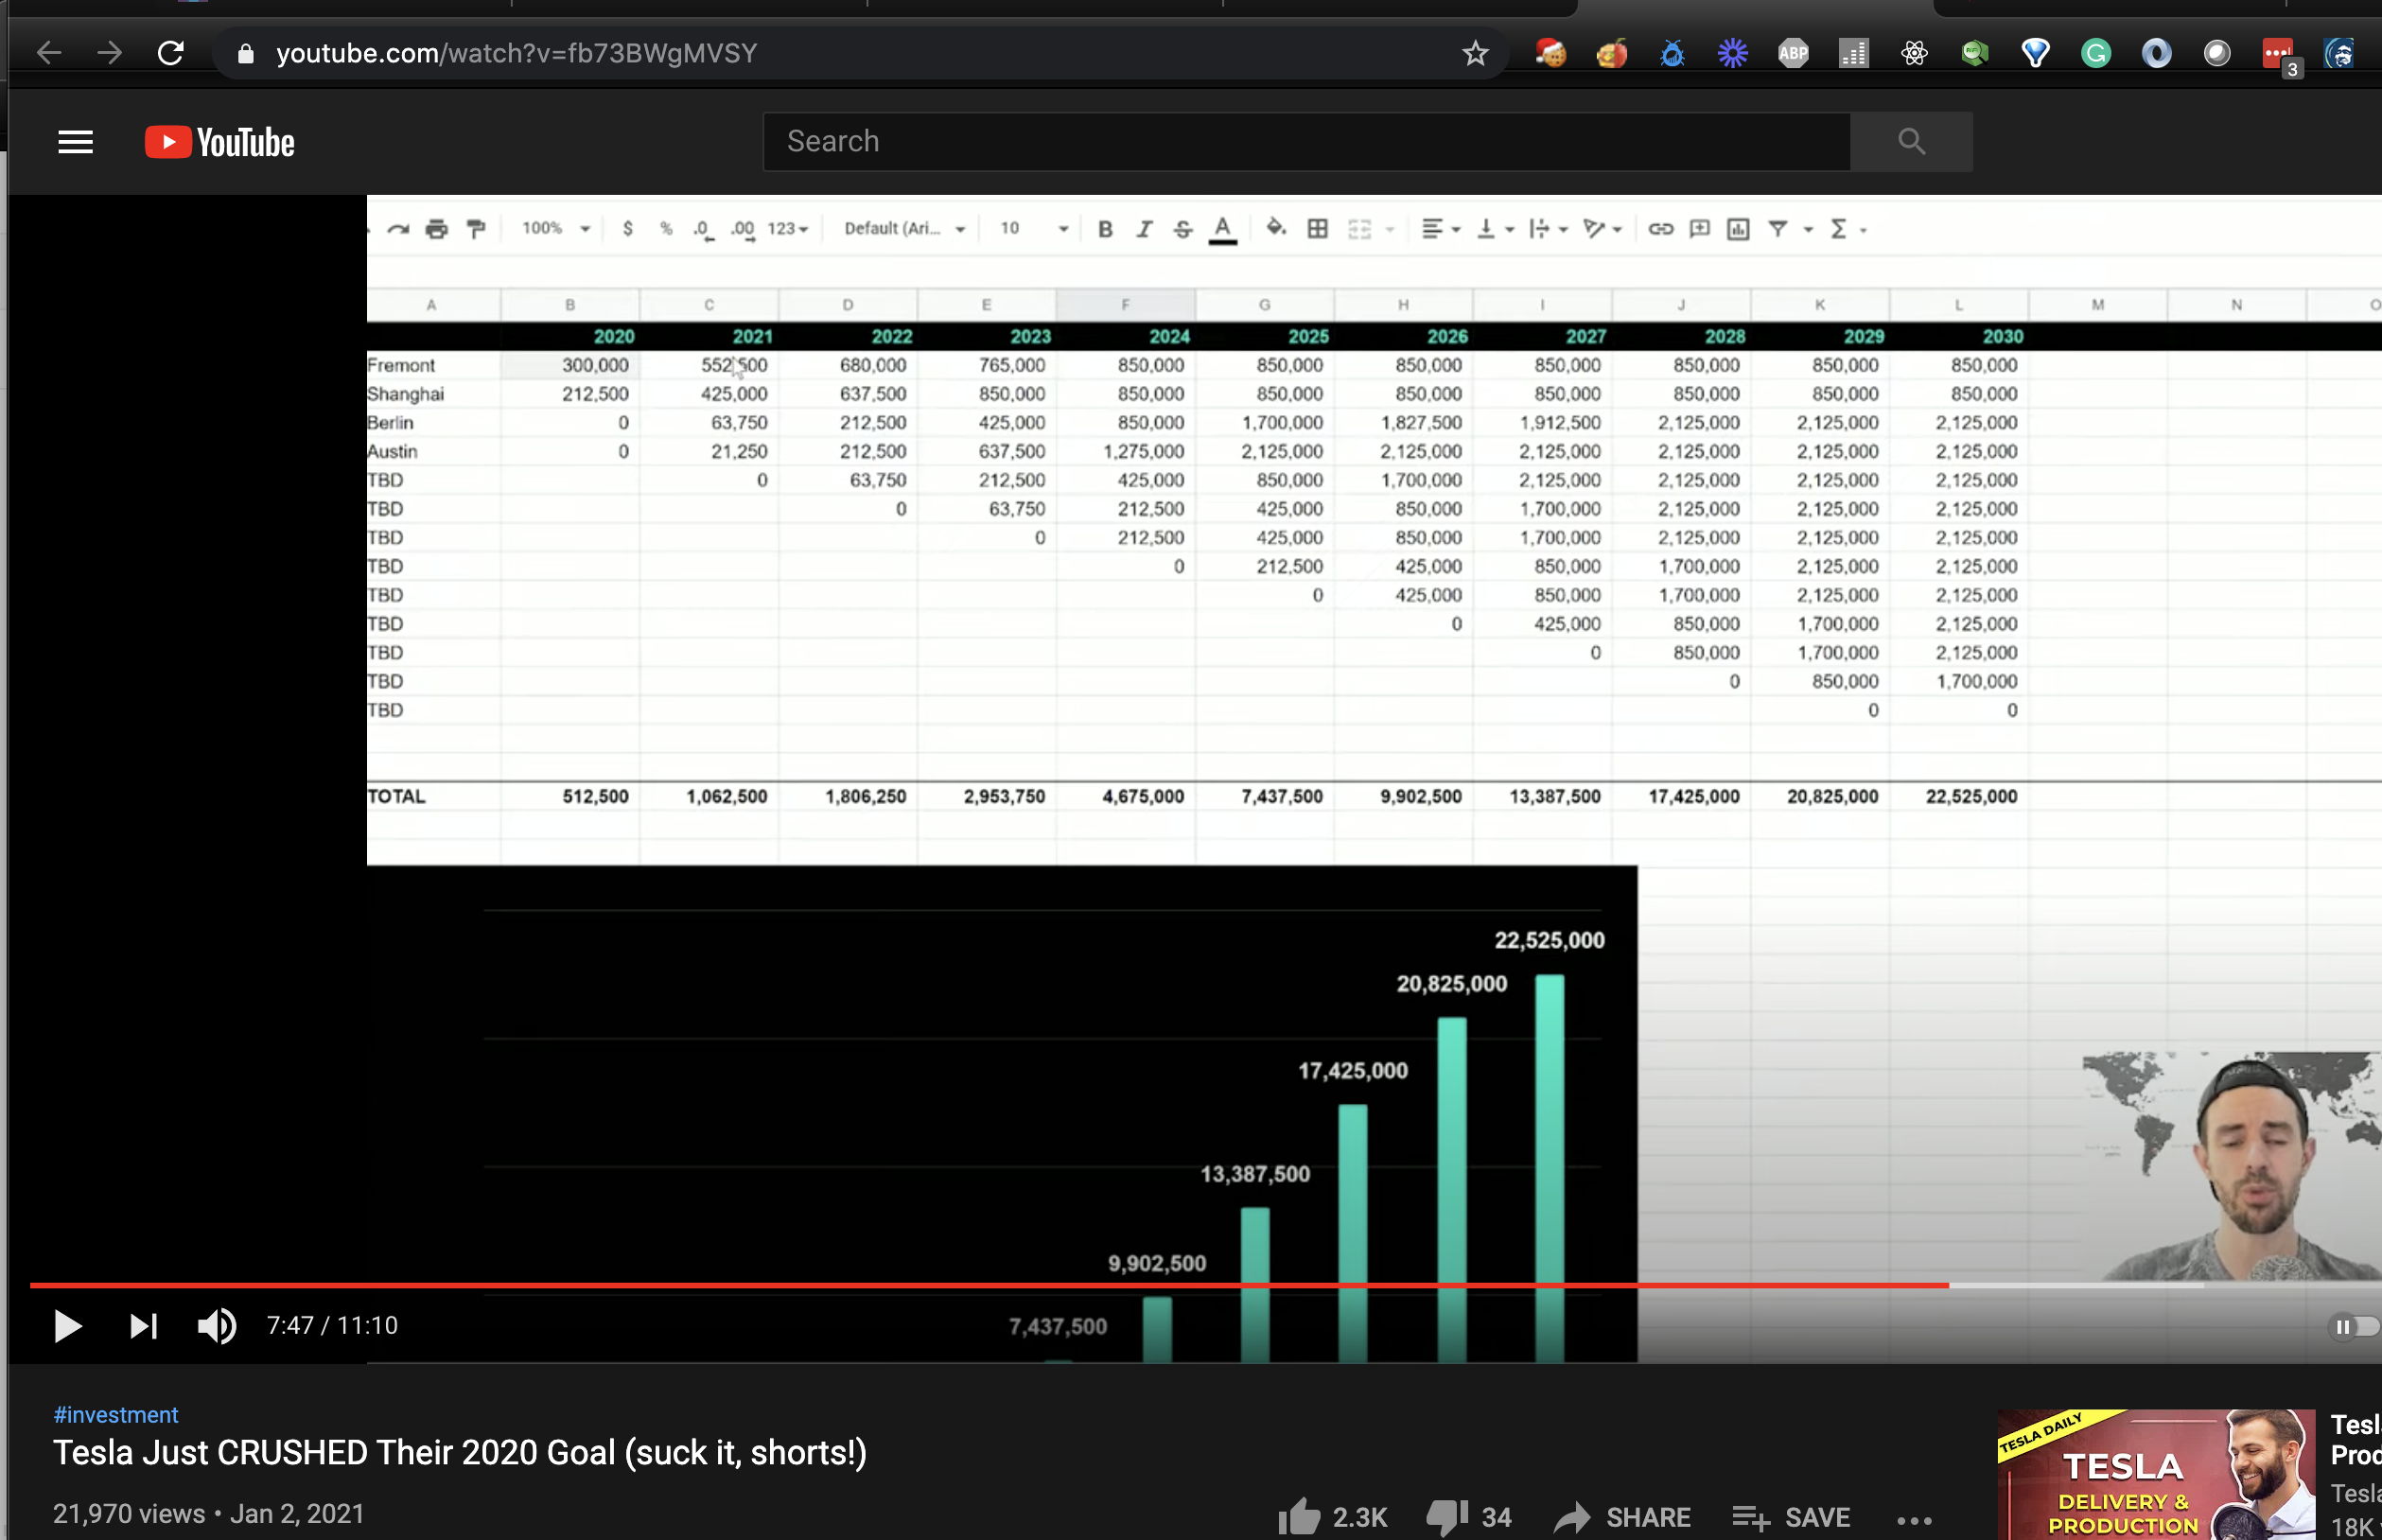 youtube.com/watch?v=fb73BWgMVSY
ABP
3
YouTube
Search
100% $ % .0 .00 123 Default (Ari... 10 B I S A Σ
A B C D E F G H I J K L M N O
2020 2021 2022 2023 2024 2025 2026 2027 2028 2029 2030
Fremont 300,000 552,500 680,000 765,000 850,000 850,000 850,000 850,000 850,000 850,000 850,000
Shanghai 212,500 425,000 637,500 850,000 850,000 850,000 850,000 850,000 850,000 850,000 850,000
Berlin 0 63,750 212,500 425,000 850,000 1,700,000 1,827,500 1,912,500 2,125,000 2,125,000 2,125,000
Austin 0 21,250 212,500 637,500 1,275,000 2,125,000 2,125,000 2,125,000 2,125,000 2,125,000 2,125,000
TBD 0 63,750 212,500 425,000 850,000 1,700,000 2,125,000 2,125,000 2,125,000 2,125,000
TBD 0 63,750 212,500 425,000 850,000 1,700,000 2,125,000 2,125,000 2,125,000
TBD 0 212,500 425,000 850,000 1,700,000 2,125,000 2,125,000 2,125,000
TBD 0 212,500 425,000 850,000 1,700,000 2,125,000 2,125,000
TBD 0 425,000 850,000 1,700,000 2,125,000 2,125,000
TBD 0 425,000 850,000 1,700,000 2,125,000
TBD 0 850,000 1,700,000 2,125,000
TBD 0 850,000 1,700,000
TBD 0 0
TOTAL 512,500 1,062,500 1,806,250 2,953,750 4,675,000 7,437,500 9,902,500 13,387,500 17,425,000 20,825,000 22,525,000
22,525,000
20,825,000
17,425,000
13,387,500
9,902,500
7,437,500
7:47 / 11:10
#investment
Tesla Just CRUSHED Their 2020 Goal (suck it, shorts!)
21,970 views • Jan 2, 2021
2.3K 34 SHARE SAVE
TESLA DAILY
TESLA
DELIVERY &
PRODUCTION
Tesl
Prod
Tesla
18K